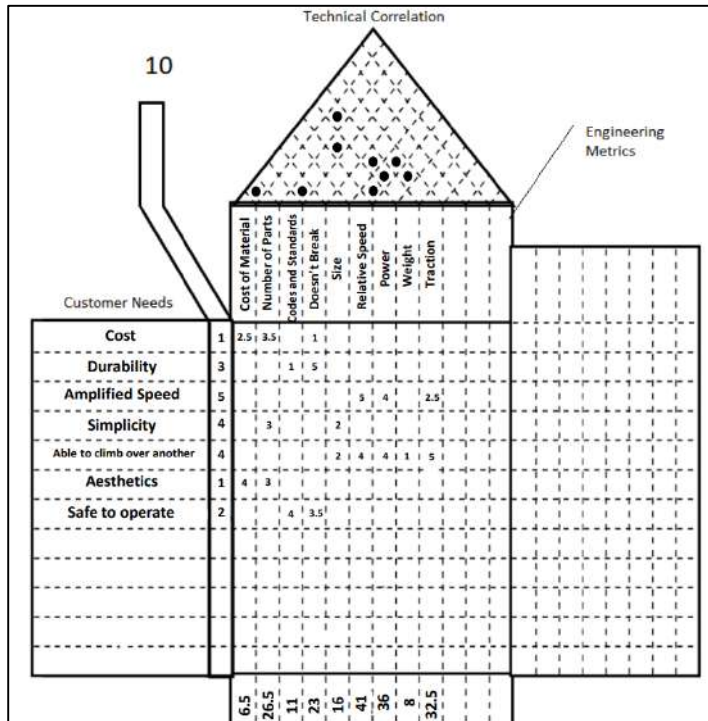 Technical Correlation
10
Engineering
Metrics
Cost of Material
Number of Parts
Codes and Standards
Doesn't Break
Size
Relative Speed
Power
Weight
Traction
Customer Needs
Cost 1 2.5 3.5 1
Durability 3 1 5
Amplified Speed 5 5 4 2.5
Simplicity 4 3 2
Able to climb over another 4 2 4 4 1 5
Aesthetics 1 4 3
Safe to operate 2 4 3.5
6.5 26.5 11 23 16 41 36 8 32.5